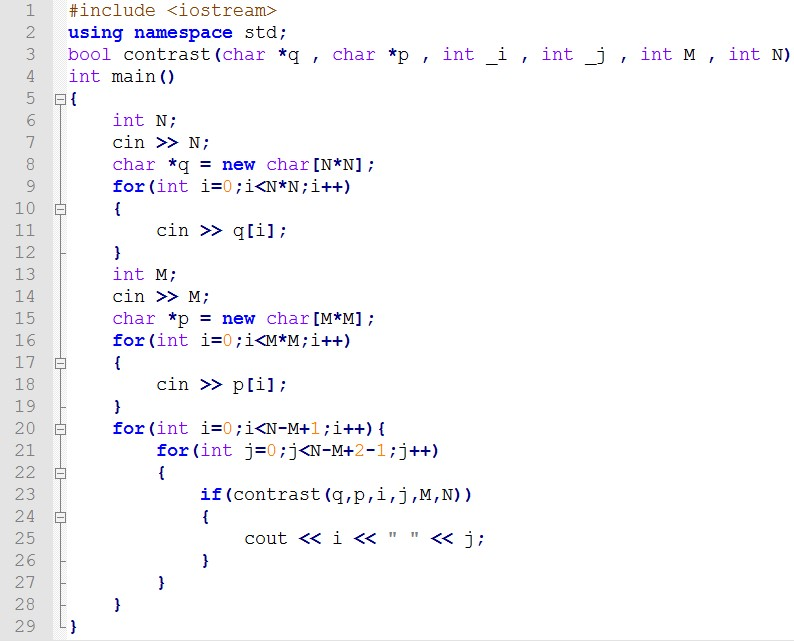 1 #include <iostream>
2 using namespace std;
3 bool contrast(char *q , char *p , int _i , int _j , int M , int N)
4 int main()
5 {
6 int N;
7 cin >> N;
8 char *q = new char[N*N];
9 for(int i=0;i<N*N;i++)
10 {
11 cin >> q[i];
12 }
13 int M;
14 cin >> M;
15 char *p = new char[M*M];
16 for(int i=0;i<M*M;i++)
17 {
18 cin >> p[i];
19 }
20 for(int i=0;i<N-M+1;i++){
21 for(int j=0;j<N-M+2-1;j++)
22 {
23 if(contrast(q,p,i,j,M,N))
24 {
25 cout << i << " " << j;
26 }
27 }
28 }
29 }